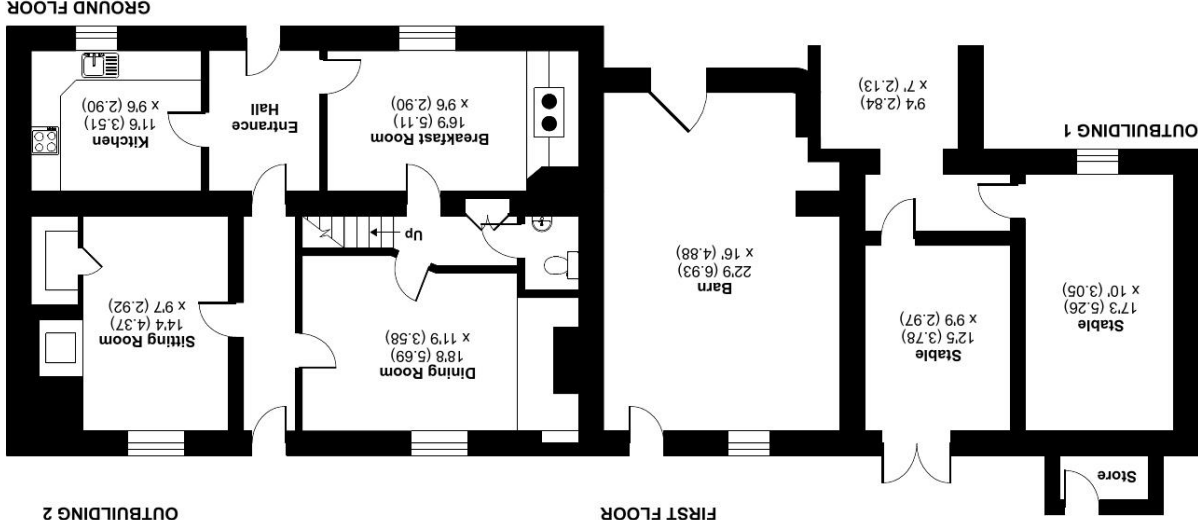 OUTBUILDING 2
FIRST FLOOR
Store
Stable
17'3 (5.26)
x 10' (3.05)
Stable
12'5 (3.78)
x 9'9 (2.97)
Barn
22'9 (6.93)
x 16' (4.88)
Dining Room
18'8 (5.69)
x 11'9 (3.58)
Sitting Room
14'4 (4.37)
x 9'7 (2.92)
Up
OUTBUILDING 1
9'4 (2.84)
x 7' (2.13)
Breakfast Room
16'9 (5.11)
x 9'6 (2.90)
Entrance
Hall
Kitchen
11'6 (3.51)
x 9'6 (2.90)
GROUND FLOOR